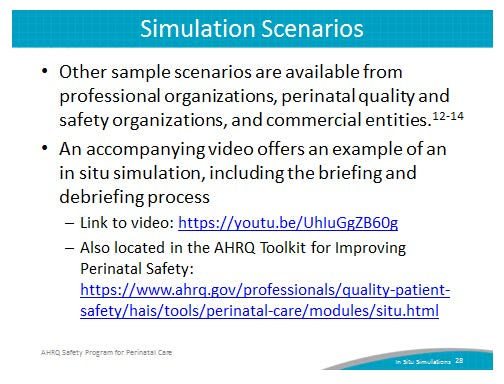 Simulation Scenarios
• Other sample scenarios are available from
professional organizations, perinatal quality and
safety organizations, and commercial entities.12-14
• An accompanying video offers an example of an
in situ simulation, including the briefing and
debriefing process
– Link to video: https://youtu.be/UhIuGgZB60g
– Also located in the AHRQ Toolkit for Improving
Perinatal Safety:
https://www.ahrq.gov/professionals/quality-patient-
safety/hais/tools/perinatal-care/modules/situ.html
AHRQ Safety Program for Perinatal Care
In Situ Simulations 28